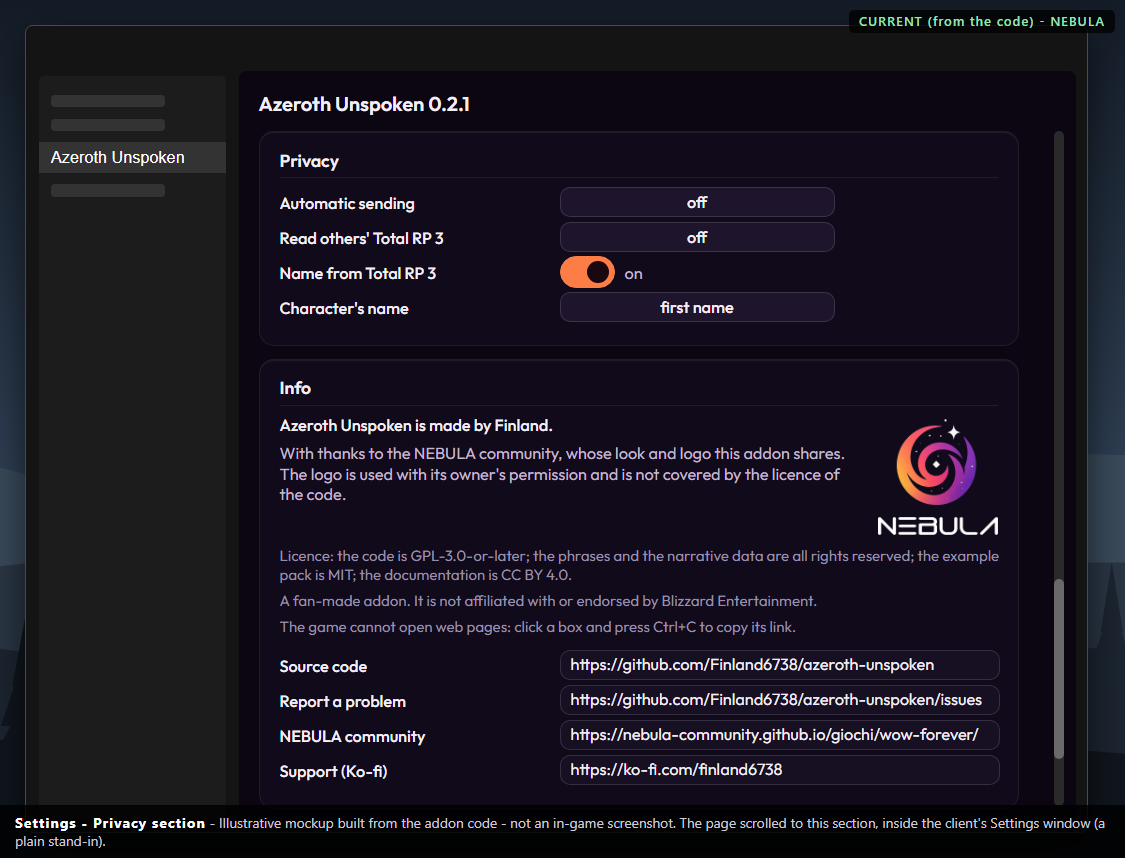 CURRENT (from the code) - NEBULA
Azeroth Unspoken
Azeroth Unspoken 0.2.1
Privacy
Automatic sending
off
Read others' Total RP 3
off
Name from Total RP 3
on
Character's name
first name
Info
Azeroth Unspoken is made by Finland.
With thanks to the NEBULA community, whose look and logo this addon shares.
The logo is used with its owner's permission and is not covered by the licence of
the code.
NEBULA
Licence: the code is GPL-3.0-or-later; the phrases and the narrative data are all rights reserved; the example
pack is MIT; the documentation is CC BY 4.0.
A fan-made addon. It is not affiliated with or endorsed by Blizzard Entertainment.
The game cannot open web pages: click a box and press Ctrl+C to copy its link.
Source code
https://github.com/Finland6738/azeroth-unspoken
Report a problem
https://github.com/Finland6738/azeroth-unspoken/issues
NEBULA community
https://nebula-community.github.io/giochi/wow-forever/
Support (Ko-fi)
https://ko-fi.com/finland6738
Settings - Privacy section - Illustrative mockup built from the addon code - not an in-game screenshot. The page scrolled to this section, inside the client's Settings window (a
plain stand-in).